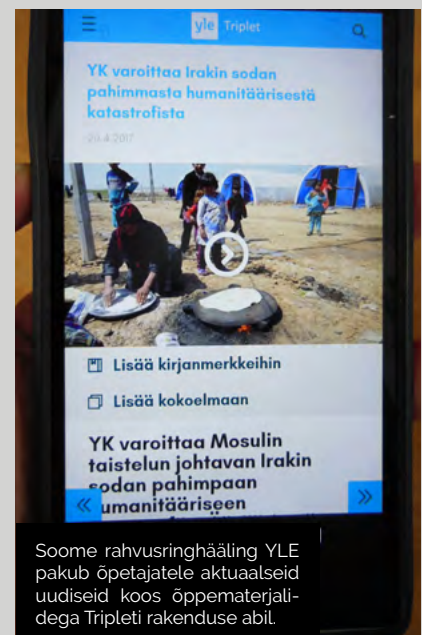 yle Triplet
YK varoittaa Irakin sodan
pahimmasta humanitäärisestä
katastrofista
20.4.2017
Lisää kirjanmerkkeihin
Lisää kokoelmaan
YK varoittaa Mosulin
taistelun johtavan Irakin
sodan pahimpaan
humanitääriseen
Soome rahvusringhääling YLE
pakub õpetajatele aktuaalseid
uudiseid koos õppematerjali-
dega Tripleti rakenduse abil.